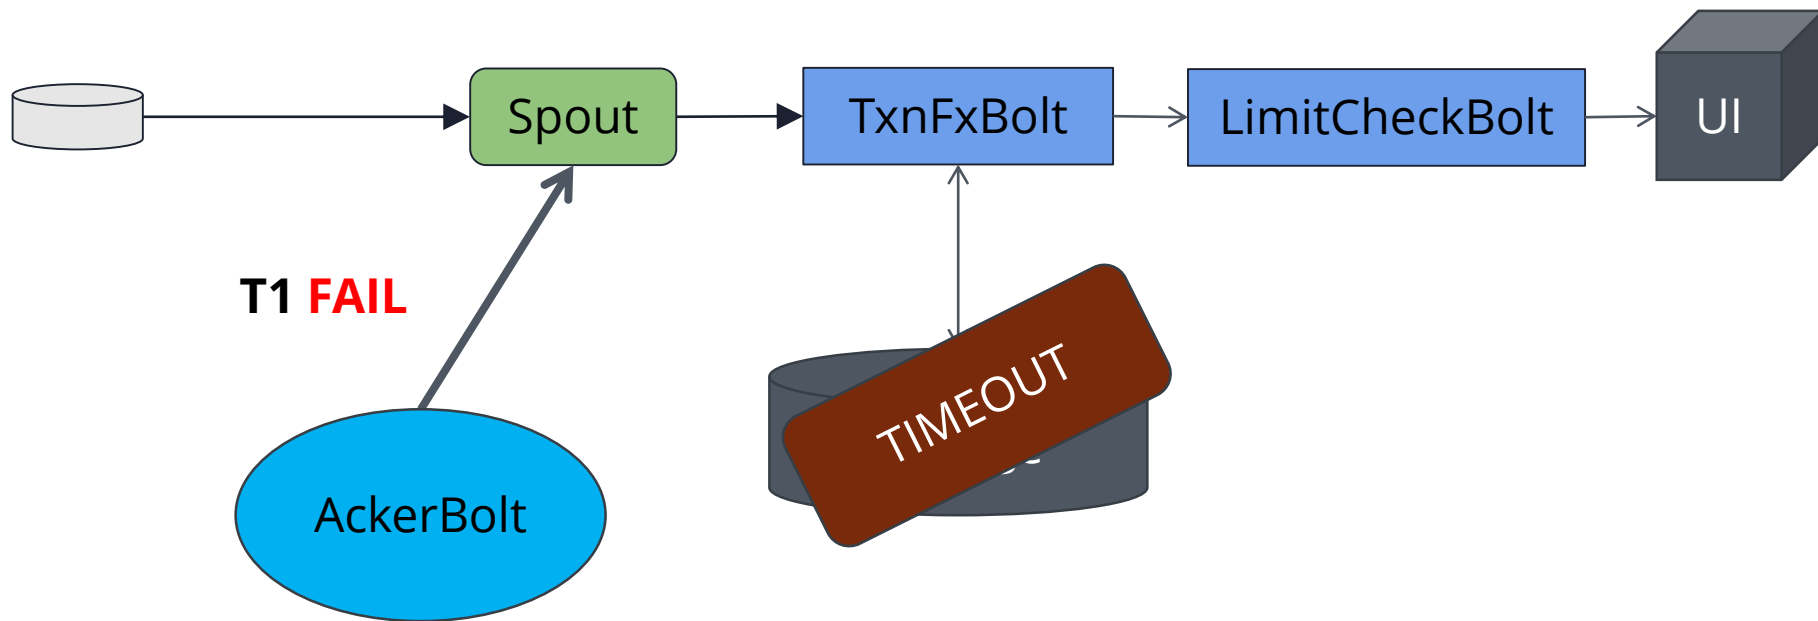 Spout
TxnFxBolt
LimitCheckBolt
UI
T1 FAIL
TIMEOUT
AckerBolt